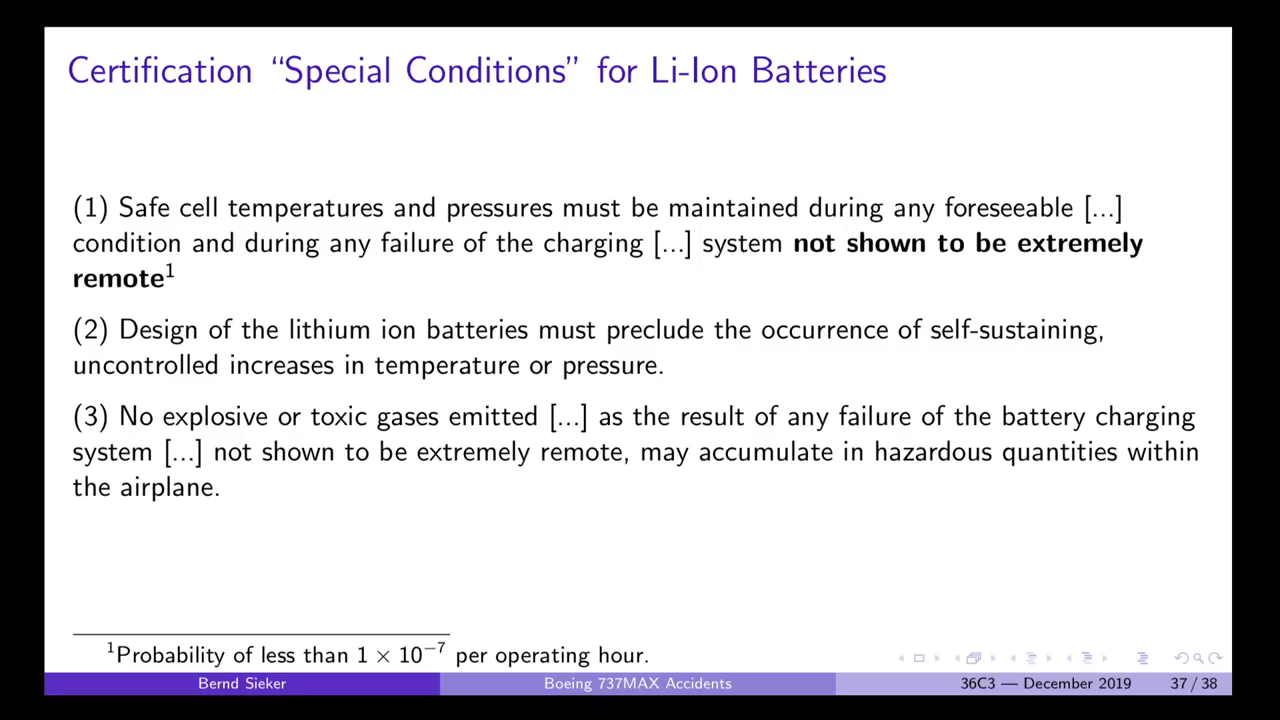 Certification “Special Conditions” for Li-Ion Batteries
(1) Safe cell temperatures and pressures must be maintained during any foreseeable [...]
condition and during any failure of the charging [...] system not shown to be extremely
remote¹
(2) Design of the lithium ion batteries must preclude the occurrence of self-sustaining,
uncontrolled increases in temperature or pressure.
(3) No explosive or toxic gases emitted [...] as the result of any failure of the battery charging
system [...] not shown to be extremely remote, may accumulate in hazardous quantities within
the airplane.
¹Probability of less than 1 × 10⁻⁷ per operating hour.
Bernd Sieker Boeing 737MAX Accidents 36C3 — December 2019 37 / 38